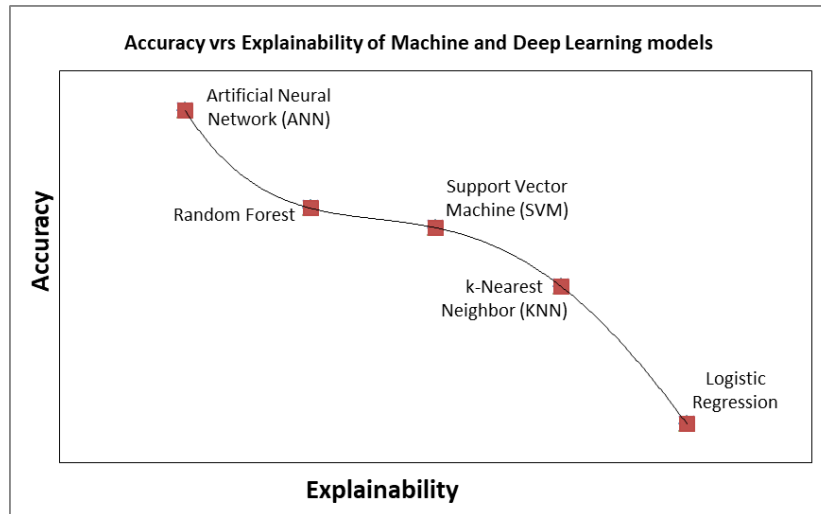 Accuracy vrs Explainability of Machine and Deep Learning models
Artificial Neural
Network (ANN)
Random Forest
Support Vector
Machine (SVM)
k-Nearest
Neighbor (KNN)
Logistic
Regression
Accuracy
Explainability